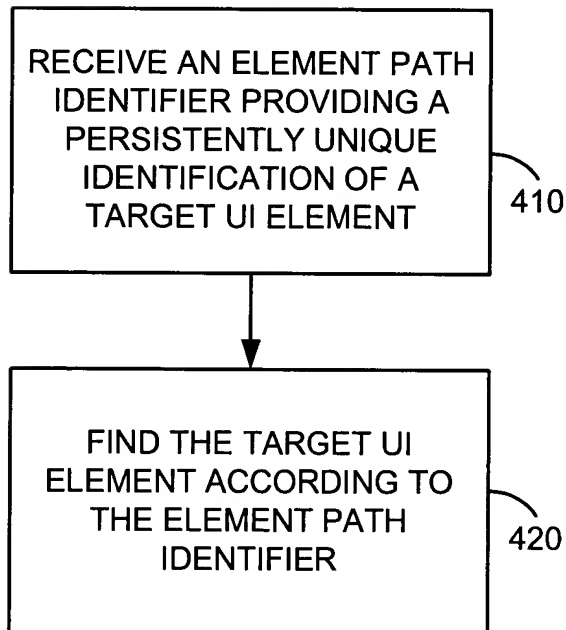 RECEIVE AN ELEMENT PATH
IDENTIFIER PROVIDING A
PERSISTENTLY UNIQUE
IDENTIFICATION OF A
TARGET UI ELEMENT
410
FIND THE TARGET UI
ELEMENT ACCORDING TO
THE ELEMENT PATH
IDENTIFIER
420